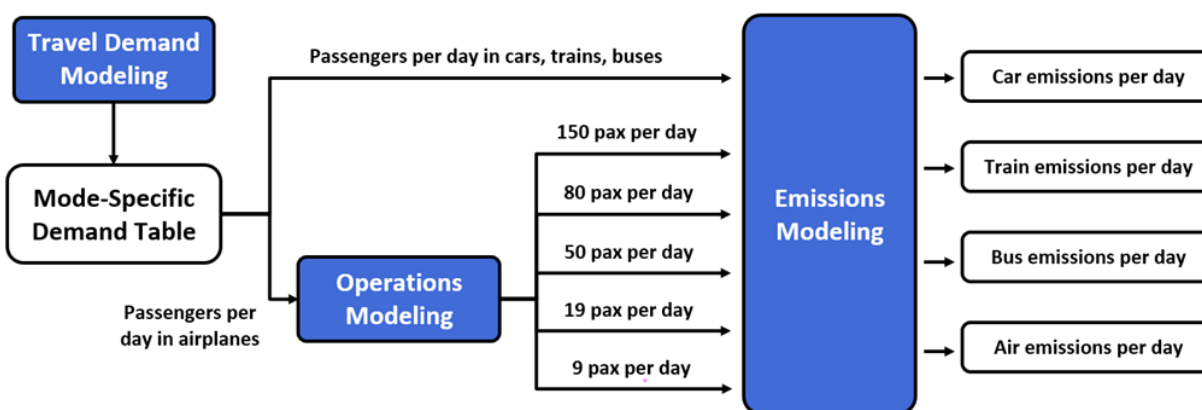 Travel Demand
Modeling
Passengers per day in cars, trains, buses
Mode-Specific
Demand Table
Passengers per
day in airplanes
Operations
Modeling
150 pax per day
80 pax per day
50 pax per day
19 pax per day
9 pax per day
Emissions
Modeling
Car emissions per day
Train emissions per day
Bus emissions per day
Air emissions per day